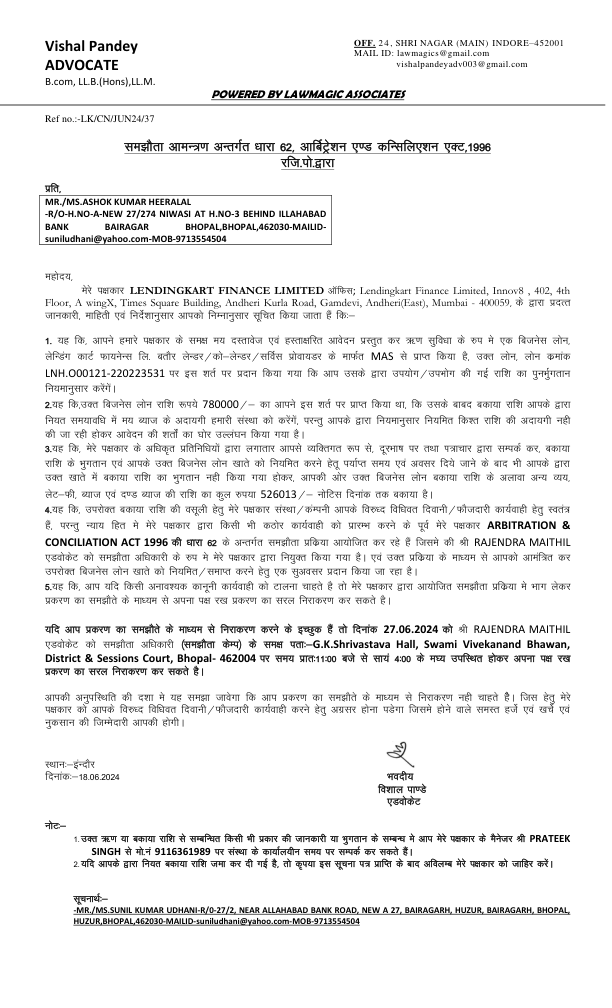 Vishal Pandey
ADVOCATE
B.com, LL.B.(Hons),LL.M.
OFF. 24, SHRI NAGAR (MAIN) INDORE–452001
MAIL ID: lawmagics@gmail.com
vishalpandeyadv003@gmail.com
POWERED BY LAWMAGIC ASSOCIATES
Ref no.:-LK/CN/JUN24/37
समझौता आमन्त्रण अन्तर्गत धारा 62, आर्बिट्रेशन एण्ड कन्सिलिएशन एक्ट,1996
रजि.पो.द्वारा
प्रति,
MR./MS.ASHOK KUMAR HEERALAL
-R/O-H.NO-A-NEW 27/274 NIWASI AT H.NO-3 BEHIND ILLAHABAD
BANK BAIRAGAR BHOPAL,BHOPAL,462030-MAILID-
suniludhani@yahoo.com-MOB-9713554504
महोदय,
मेरे पक्षकार LENDINGKART FINANCE LIMITED ऑफिस; Lendingkart Finance Limited, Innov8 , 402, 4th
Floor, A wingX, Times Square Building, Andheri Kurla Road, Gamdevi, Andheri(East), Mumbai - 400059, के द्वारा प्रदत्त
जानकारी, माहिती एवं निर्देशानुसार आपको निम्नानुसार सूचित किया जाता हैं कि:–
1. यह कि, आपने हमारे पक्षकार के समक्ष मय दस्तावेज एवं हस्ताक्षरित आवेदन प्रस्तुत कर ऋण सुविधा के रुप मे एक बिजनेस लोन,
लेन्डिंग कार्ट फायनेन्स लि. बतौर लेन्डर/को–लेन्डर/सर्विस प्रोवायडर के मार्फत MAS से प्राप्त किया है, उक्त लोन, लोन क्रमांक
LNH.O00121-220223531 पर इस शर्त पर प्रदान किया गया कि आप उसके द्वारा उपयोग/उपभोग की गई राशि का पुनर्मुगतान
नियमानुसार करेंगें।
2.यह कि,उक्त बिजनेस लोन राशि रूपये 780000/– का आपने इस शर्त पर प्राप्त किया था, कि उसके बादद बकाया राशि आपके द्वारा
नियत समयावधि में मय ब्याज के अदायगी हमारी संस्था को करेंगें, परन्तु आपके द्वारा नियमानुसार नियमित किश्त राशि की अदायगी नही
की जा रही होकर आवेदन की शर्तों का घोर उल्लंघन किया गया है।
3.यह कि, मेरे पक्षकार के अधिकृत प्रतिनिधियों द्वारा लगातार आपसे व्यक्तिगत रूप से, दूरभाष पर तथा पत्राचार द्वारा सम्पर्क कर, बकाया
राशि के भुगतान एवं आपके उक्त बिजनेस लोन खाते को नियमित करने हेतू पर्याप्त समय एवं अवसर दिये जाने के बाद भी आपके द्वारा
उक्त खाते में बकाया राशि का भुगतान नही किया गया होकर, आपकी ओर उक्त बिजनेस लोन बकाया राशि के अलावा अन्य व्यय,
लेट–फी, ब्याज एवं दण्ड ब्याज की राशि का कुल रुपया 526013/– नोटिस दिनांक तक बकाया है।
4.यह कि, उपरोक्त बकाया राशि की वसूली हेतु मेरे पक्षकार संस्था/कंम्पनी आपके विरुध्द विधिवत दिवानी/फौजदारी कार्यवाही हेतु स्वतंत्र
हैं, परन्तु न्याय हित मे मेरे पक्षकार द्वारा किसी भी कठोर कार्यवाही को प्रारम्भ करने के पूर्व मेरे पक्षकार ARBITRATION &
CONCILIATION ACT 1996 की धारा 62 के अन्तर्गत समझौता प्रक्रिया आयोजित कर रहे हैं जिसमे की श्री RAJENDRA MAITHIL
एडवोकेट को समझौता अधिकारी के रुप मे मेरे पक्षकार द्वारा नियुक्त किया गया है। एवं उक्त प्रक्रिया के माध्यम से आपको आमंत्रित कर
उपरोक्त बिजनेस लोन खाते को नियमित/समाप्त करने हेतु एक सुअवसर प्रदान किया जा रहा है।
5.यह कि, आप यदि किसी अनावश्यक कानूनी कार्यवाही को टालना चाहते है तो मेरे पक्षकार द्वारा आयोजित समझौता प्रक्रिया मे भाग लेकर
प्रकरण का समझौते के माध्यम से अपना पक्ष रख प्रकरण का सरल निराकरण कर सकते है।
यदि आप प्रकरण का समझौते के माध्यम से निराकरण करने के इच्छुक हैं तो दिनांक 27.06.2024 को श्री RAJENDRA MAITHIL
एडवोकेट को समझौता अधिकारी (समझौता केम्प) के समक्ष पताः–G.K.Shrivastava Hall, Swami Vivekanand Bhawan,
District & Sessions Court, Bhopal- 462004 पर समय प्रातः11:00 बजे से सायं 4:00 के मघ्य उपस्थित होकर अपना पक्ष रख
प्रकरण का सरल निराकरण कर सकते है।
आपकी अनुपस्थिति की दशा मे यह समझा जावेगा कि आप प्रकरण का समझौते के माध्यम से निराकरण नही चाहते हैै। जिस हेतु मेरे
पक्षकार को आपके विरुध्द विधिवत दिवानी/फौजदारी कार्यवाही करने हेतु अग्रसर होना पडेगा जिसमे होने वाले समस्त हर्जे एवं खर्चे एवं
नुकसान की जिम्मेदारी आपकी होगी।
स्थानः–इंन्दौर
दिनांकः–18.06.2024
भवदीय
विशाल पाण्डे
एडवोकेट
नोटः–
1.उक्त ऋण या बकाया राशि से सम्बन्धित किसी भी प्रकार की जानकारी या भुगतान के सम्बन्ध मे आप मेरे पक्षकार के मैनेजर श्री PRATEEK
SINGH से मो.नं 9116361989 पर संस्था के कार्यालयीन समय पर सम्पर्क कर सकते हैं।
2.यदि आपके द्वारा नियत बकाया राशि जमा कर दी गई है, तो कृपया इस सूचना पत्र प्राप्ति के बाद अविलम्ब मेरे पक्षकार को जाहिर करें।
सूचनार्थः–
-MR./MS.SUNIL KUMAR UDHANI-R/0-27/2, NEAR ALLAHABAD BANK ROAD, NEW A 27, BAIRAGARH, HUZUR, BAIRAGARH, BHOPAL,
HUZUR,BHOPAL,462030-MAILID-suniludhani@yahoo.com-MOB-9713554504